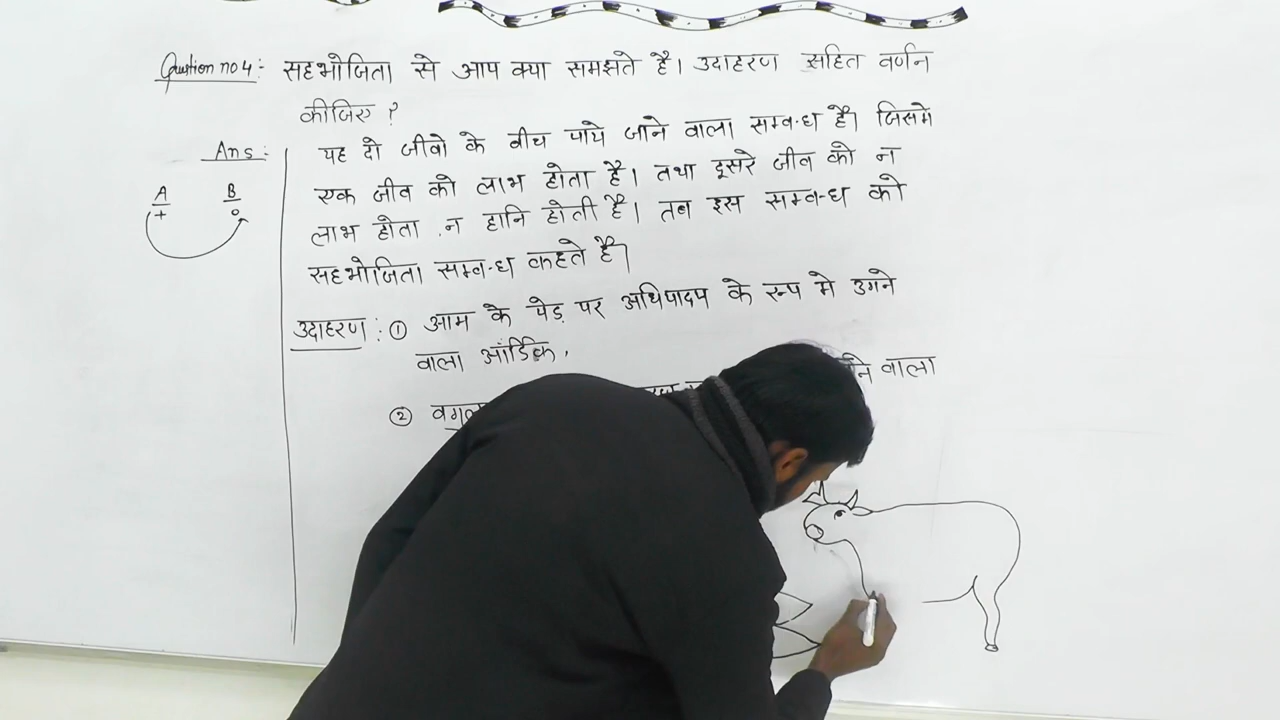 Question no 4:- सहभोजिता से आप क्या समझते है। उदाहरण सहित वर्णन
कीजिए ?
Ans:- यह दो जीवो के बीच पाये जाने वाला सम्बन्ध है। जिसमे
एक जीव को लाभ होता है। तथा दूसरे जीव को न
लाभ होता न हानि होती है। तब इस सम्बन्ध को
सहभोजिता सम्बन्ध कहते है।
A B
+ 0
उदाहरण : ① आम के पेड़ पर अधिपादप के रूप मे उगने
वाला आर्किड,
② वाला